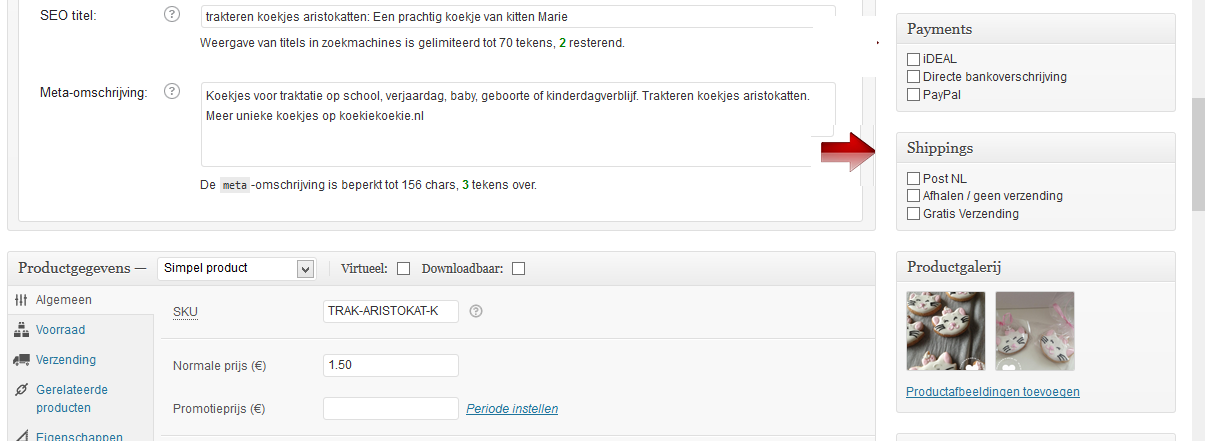 SEO titel:
trakteren koekjes aristokatten: Een prachtig koekje van kitten Marie
Weergave van titels in zoekmachines is gelimiteerd tot 70 tekens, 2 resterend.
Meta-omschrijving:
Koekjes voor traktatie op school, verjaardag, baby, geboorte of kinderdagverblijf. Trakteren koekjes aristokatten.
Meer unieke koekjes op koekiekoekie.nl
De meta-omschrijving is beperkt tot 156 chars, 3 tekens over.
Productgegevens —
Simpel product
Virtueel:
Downloadbaar:
Algemeen
Voorraad
Verzending
Gerelateerde
producten
Eigenschappen
SKU
TRAK-ARISTOKAT-K
Normale prijs (€)
1.50
Promotieprijs (€)
Periode instellen
Payments
iDEAL
Directe bankoverschrijving
PayPal
Shippings
Post NL
Afhalen / geen verzending
Gratis Verzending
Productgalerij
Productafbeeldingen toevoegen